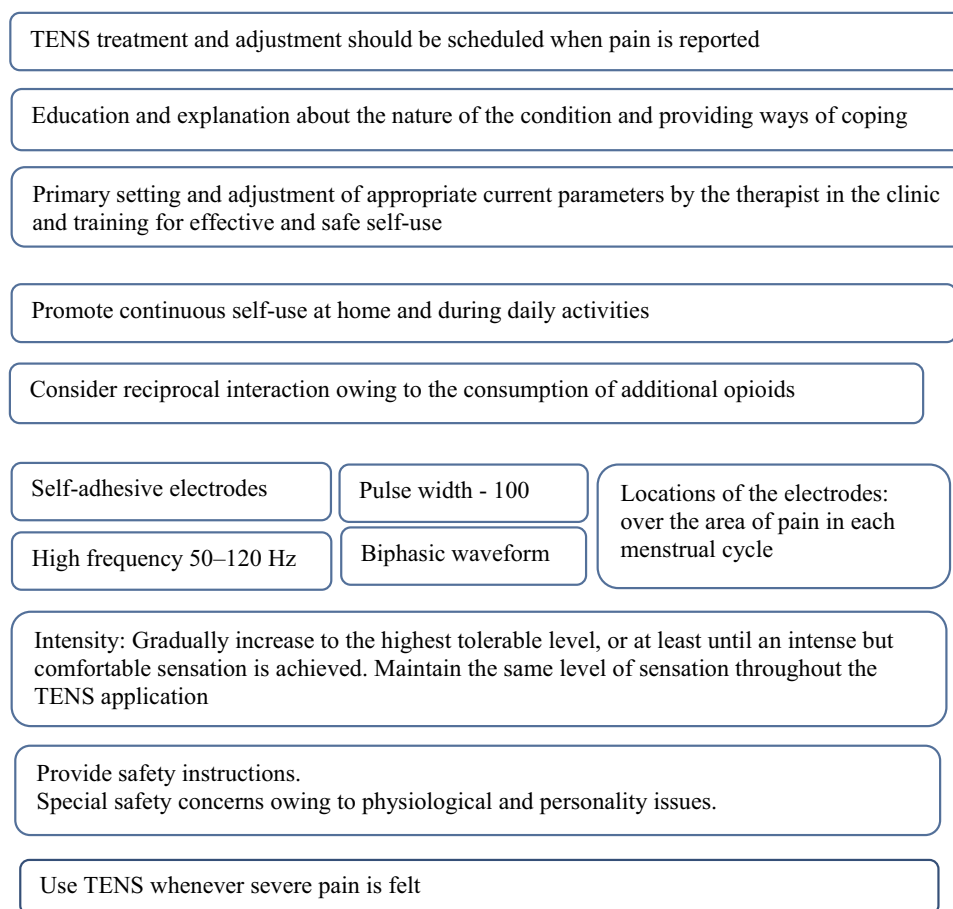 TENS treatment and adjustment should be scheduled when pain is reported
Education and explanation about the nature of the condition and providing ways of coping
Primary setting and adjustment of appropriate current parameters by the therapist in the clinic
and training for effective and safe self-use
Promote continuous self-use at home and during daily activities
Consider reciprocal interaction owing to the consumption of additional opioids
Self-adhesive electrodes
Pulse width - 100
High frequency 50–120 Hz
Biphasic waveform
Locations of the electrodes:
over the area of pain in each
menstrual cycle
Intensity: Gradually increase to the highest tolerable level, or at least until an intense but
comfortable sensation is achieved. Maintain the same level of sensation throughout the
TENS application
Provide safety instructions.
Special safety concerns owing to physiological and personality issues.
Use TENS whenever severe pain is felt